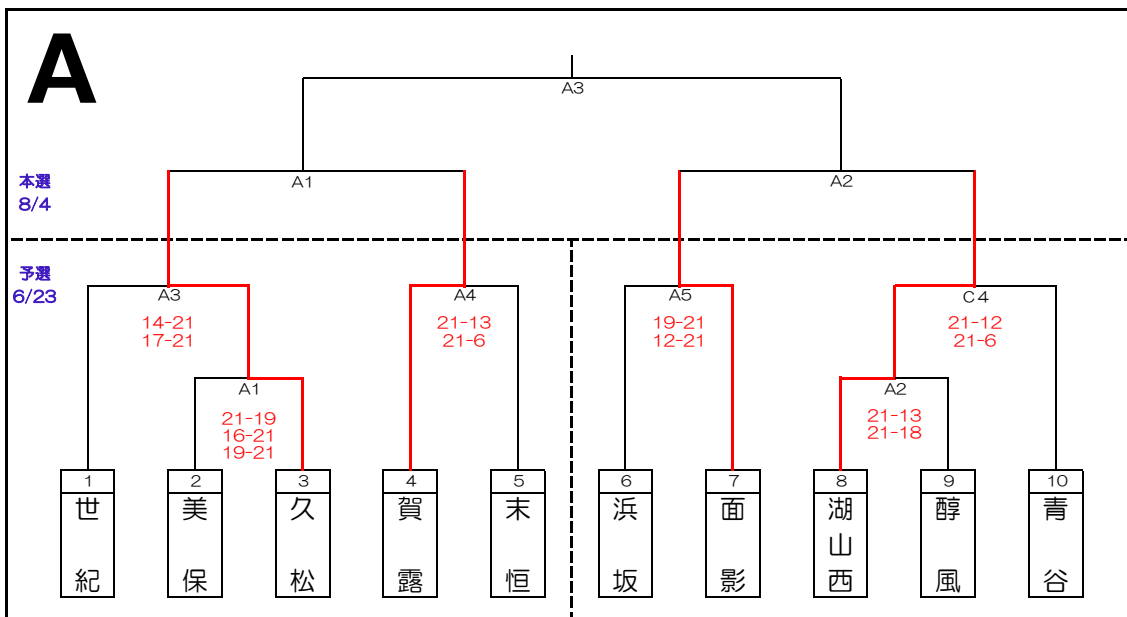 A
A3
A1
A2
本選
8/4
予選
6/23
A3
14-21
17-21
A4
21-13
21-6
A5
19-21
12-21
C4
21-12
21-6
A1
21-19
16-21
19-21
A2
21-13
21-18
1
世紀
2
美保
3
久松
4
賀露
5
末恒
6
浜坂
7
面影
8
湖山西
9
醇風
10
青谷